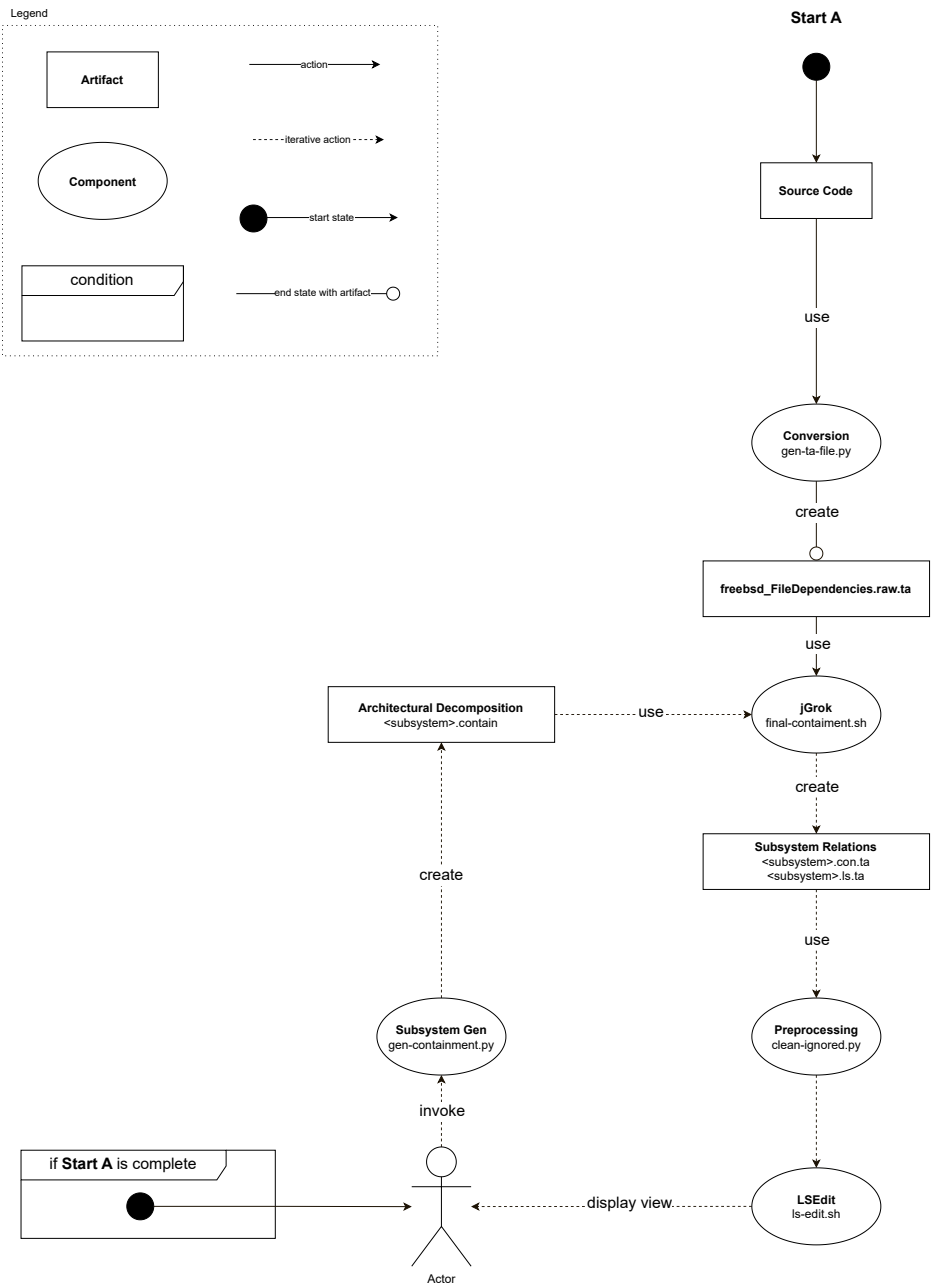 Legend
Artifact
action
iterative action
Component
start state
condition
end state with artifact
Start A
Source Code
use
Conversion
gen-ta-file.py
create
freebsd_FileDependencies.raw.ta
use
Architectural Decomposition
<subsystem>.contain
use
jGrok
final-contaiment.sh
create
Subsystem Relations
<subsystem>.con.ta
<subsystem>.ls.ta
create
use
Subsystem Gen
gen-containment.py
Preprocessing
clean-ignored.py
invoke
if Start A is complete
display view
LSEdit
ls-edit.sh
Actor